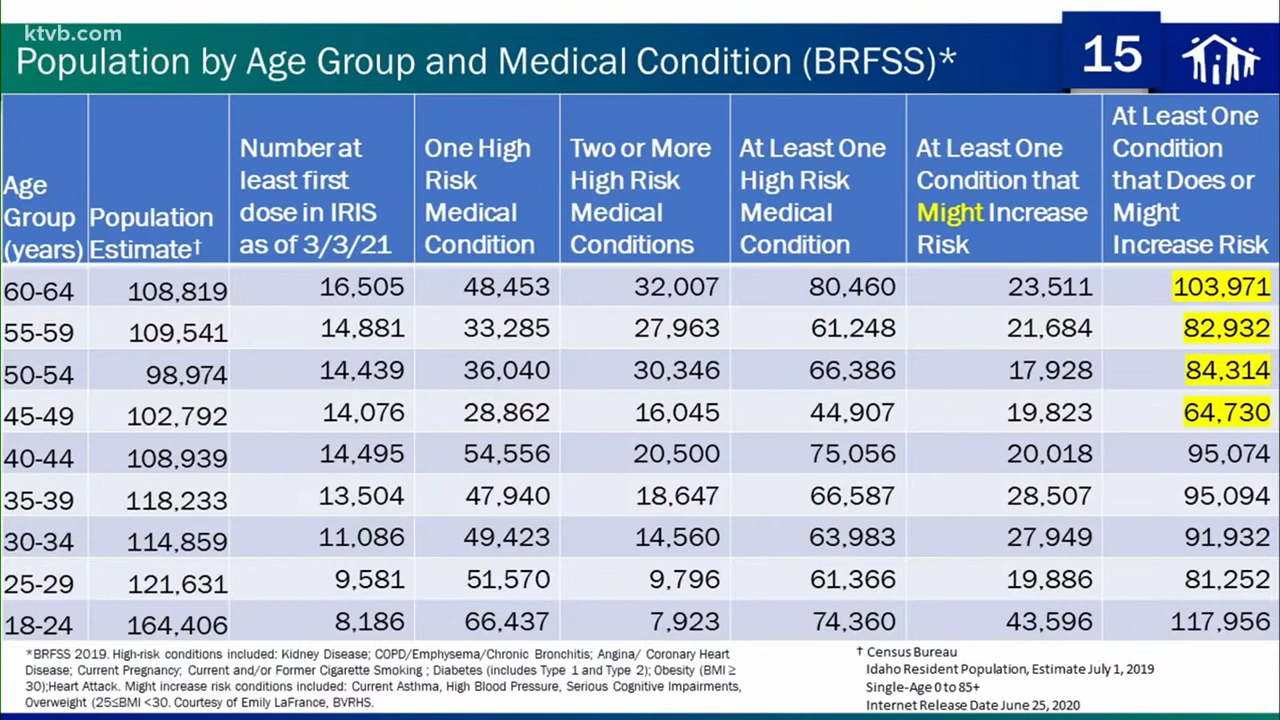 ktvb.com
Population by Age Group and Medical Condition (BRFSS)*
15
Age Group (years) Population Estimate† Number at least first dose in IRIS as of 3/3/21 One High Risk Medical Condition Two or More High Risk Medical Conditions At Least One High Risk Medical Condition At Least One Condition that Might Increase Risk At Least One Condition that Does or Might Increase Risk
60-64 108,819 16,505 48,453 32,007 80,460 23,511 103,971
55-59 109,541 14,881 33,285 27,963 61,248 21,684 82,932
50-54 98,974 14,439 36,040 30,346 66,386 17,928 84,314
45-49 102,792 14,076 28,862 16,045 44,907 19,823 64,730
40-44 108,939 14,495 54,556 20,500 75,056 20,018 95,074
35-39 118,233 13,504 47,940 18,647 66,587 28,507 95,094
30-34 114,859 11,086 49,423 14,560 63,983 27,949 91,932
25-29 121,631 9,581 51,570 9,796 61,366 19,886 81,252
18-24 164,406 8,186 66,437 7,923 74,360 43,596 117,956
*BRFSS 2019. High-risk conditions included: Kidney Disease; COPD/Emphysema/Chronic Bronchitis; Angina/ Coronary Heart
Disease; Current Pregnancy; Current and/or Former Cigarette Smoking ; Diabetes (includes Type 1 and Type 2); Obesity (BMI ≥
30);Heart Attack. Might increase risk conditions included: Current Asthma, High Blood Pressure, Serious Cognitive Impairments,
Overweight (25≤BMI <30. Courtesy of Emily LaFrance, BVRHS.
† Census Bureau
Idaho Resident Population, Estimate July 1, 2019
Single-Age 0 to 85+
Internet Release Date June 25, 2020